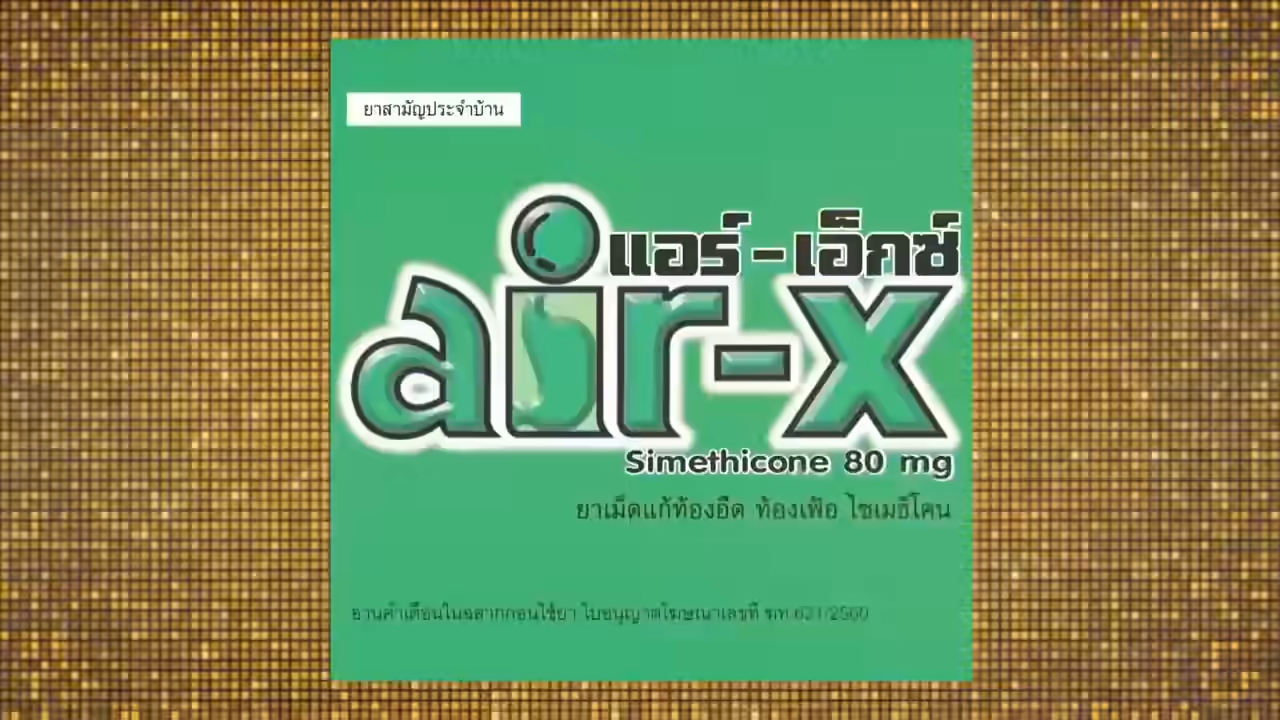 ยาสามัญประจำบ้าน
แอร์-เอ็กซ์
air-x
Simethicone 80 mg
ยาเม็ดแก้ท้องอืด ท้องเฟ้อ ไซเมธิโคน
อ่านคำเตือนในฉลากก่อนใช้ยา ใบอนุญาตโฆษณาเลขที่ ฆท.621/2560